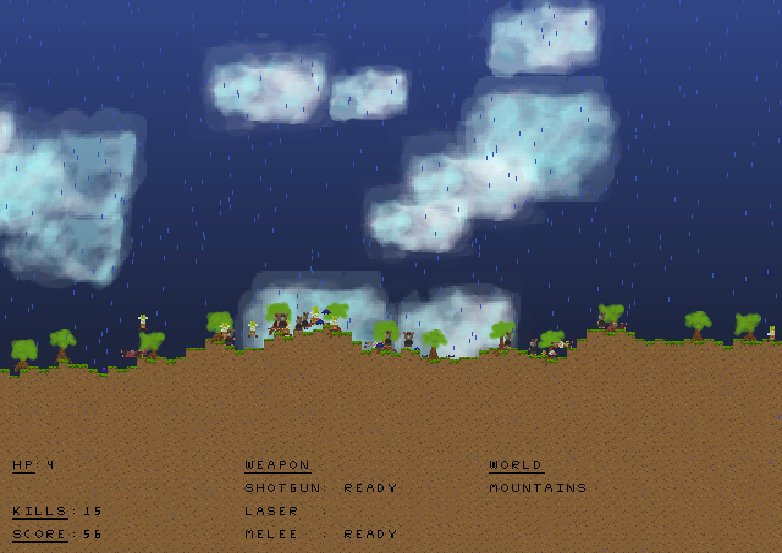 HP: 4
WEAPON
WORLD
SHOTGUN: READY
MOUNTAINS
KILLS: 15
LASER
SCORE: 56
MELEE : READY